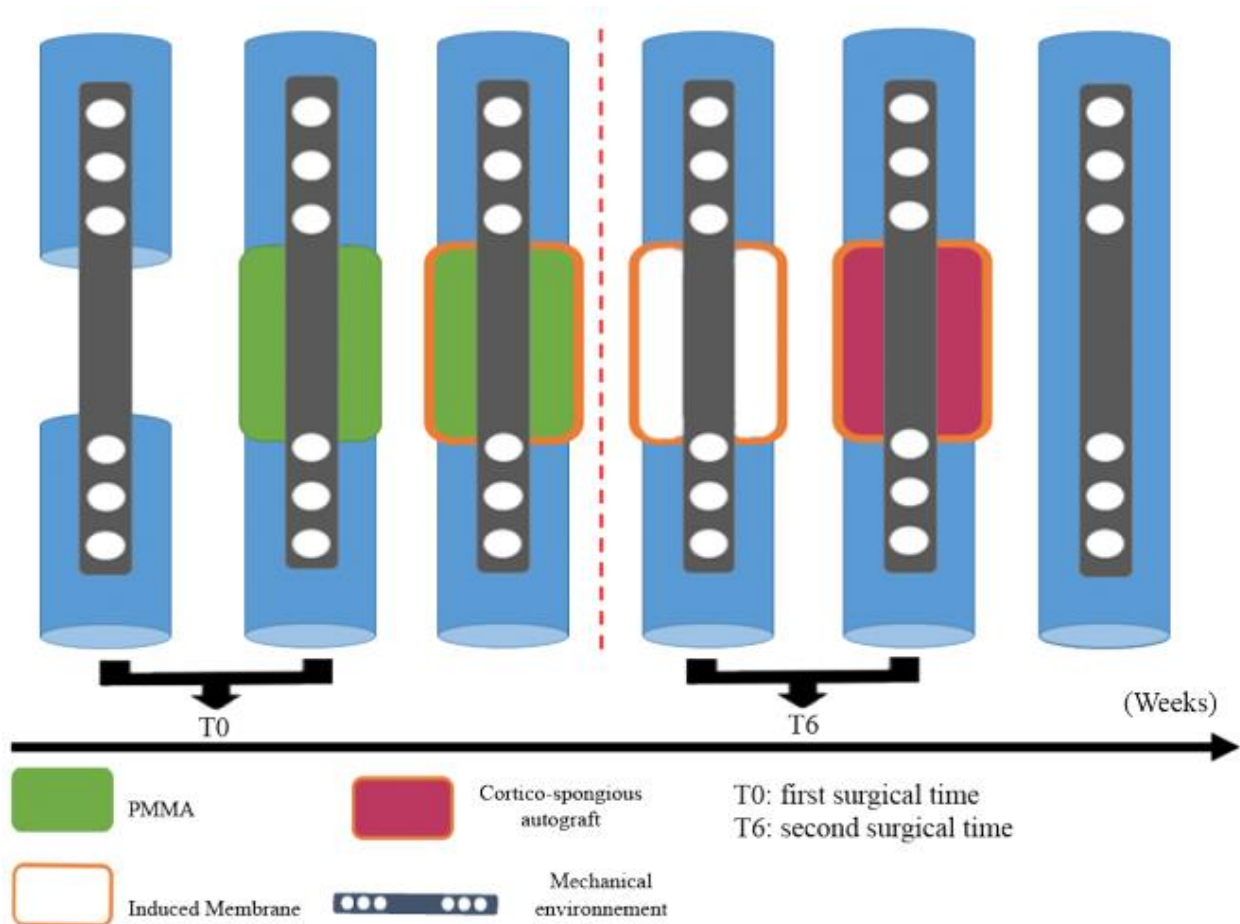 T0
T6
(Weeks)
PMMA
Cortico-spongious
autograft
T0: first surgical time
T6: second surgical time
Induced Membrane
Mechanical
environnement